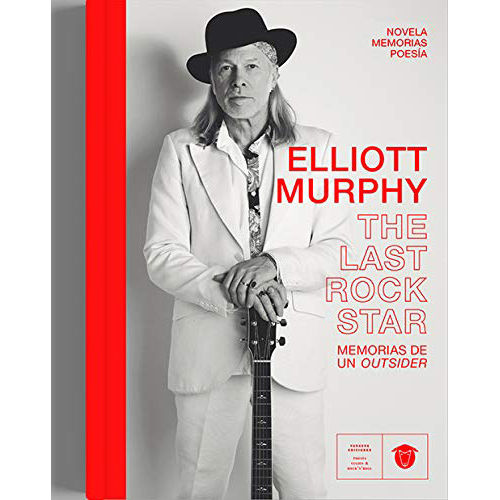 NOVELA
MEMORIAS
POESÍA
ELLIOTT
MURPHY
THE
LAST
ROCK
STAR
MEMORIAS DE
UN OUTSIDER